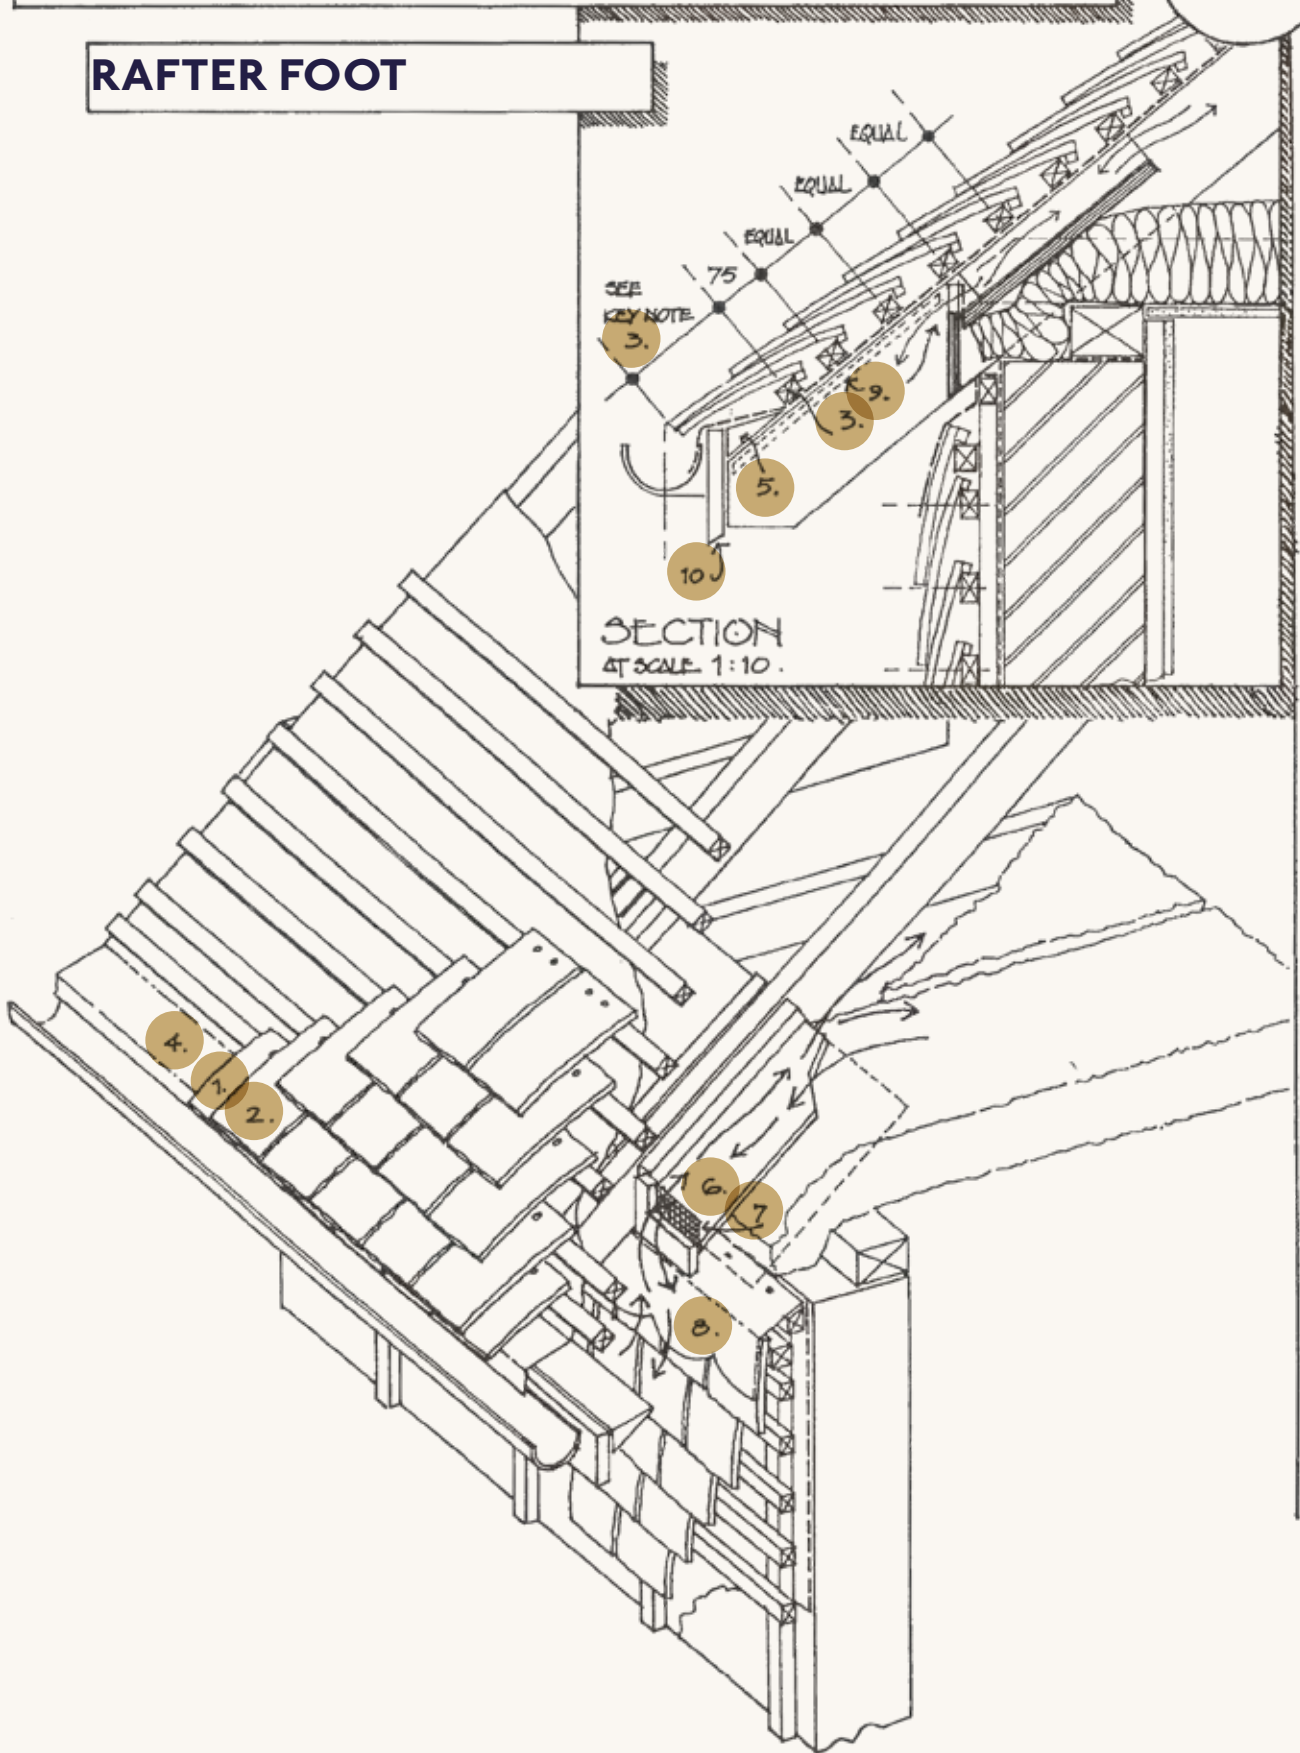 RAFTER FOOT
EQUAL
EQUAL
EQUAL
75
SEE
KEY NOTE
3.
9.
3.
5.
10
SECTION
AT SCALE 1:10.
4.
1.
2.
6.
7
8.